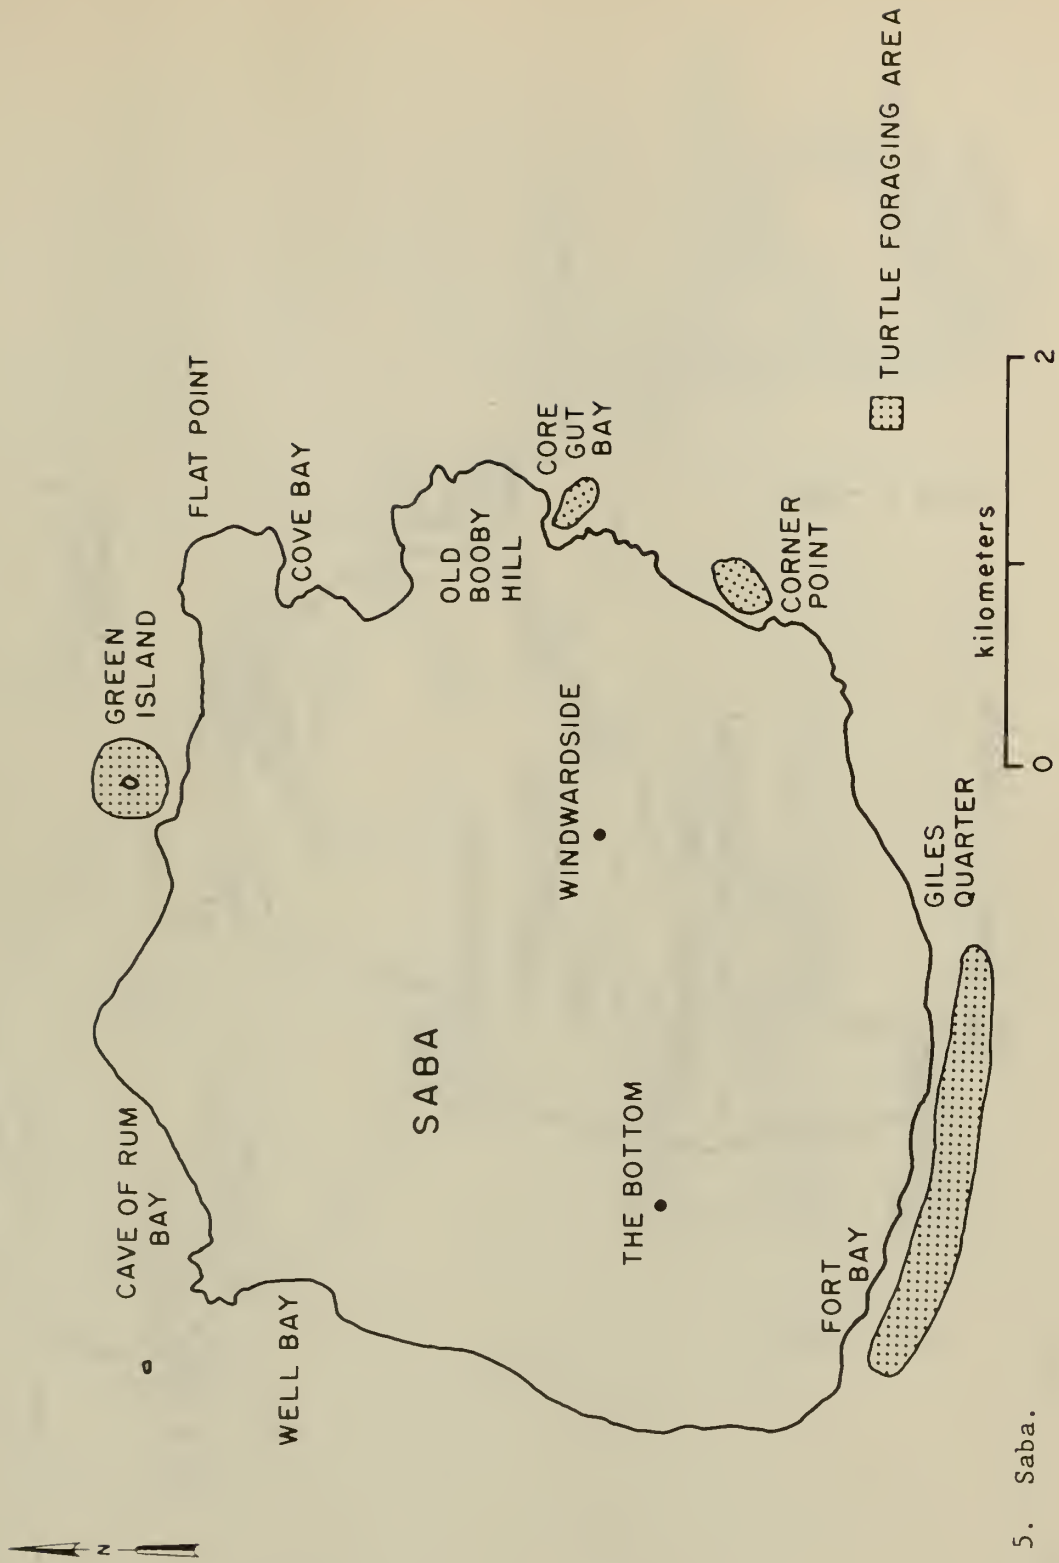 N
CAVE OF RUM
BAY
GREEN
ISLAND
FLAT POINT
WELL BAY
COVE BAY
SABA
OLD
BOOBY
HILL
CORE
GUT
BAY
WINDWARDSIDE
THE BOTTOM
CORNER
POINT
FORT
BAY
GILES
QUARTER
TURTLE FORAGING AREA
kilometers
0 2
5. Saba.